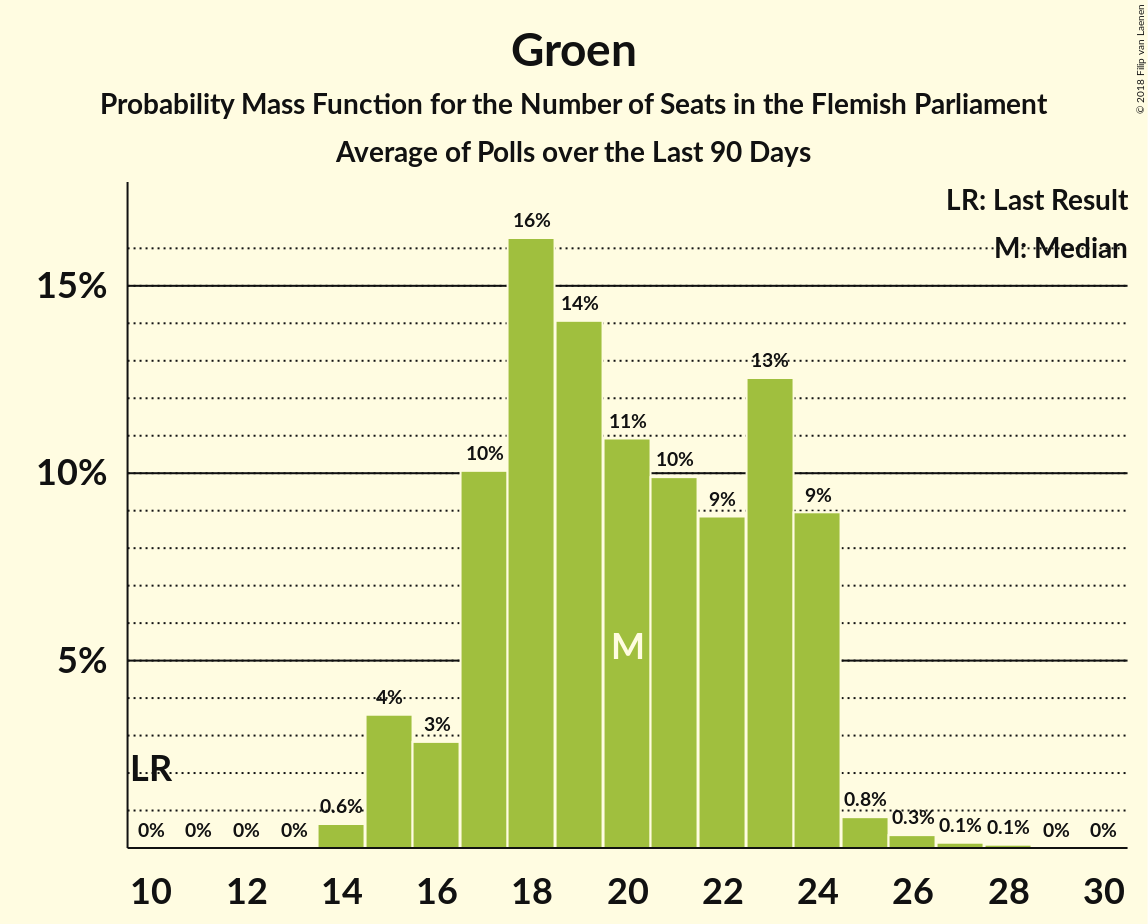 Groen
Probability Mass Function for the Number of Seats in the Flemish Parliament
Average of Polls over the Last 90 Days
© 2018 Filip van Laenen
LR: Last Result
M: Median
15%
10%
5%
16%
14%
13%
11%
10%
10%
9%
9%
4%
3%
0.6%
0.8%
0.3%
0.1%
0.1%
0%
0%
0%
0%
0%
0%
LR
M
10 12 14 16 18 20 22 24 26 28 30